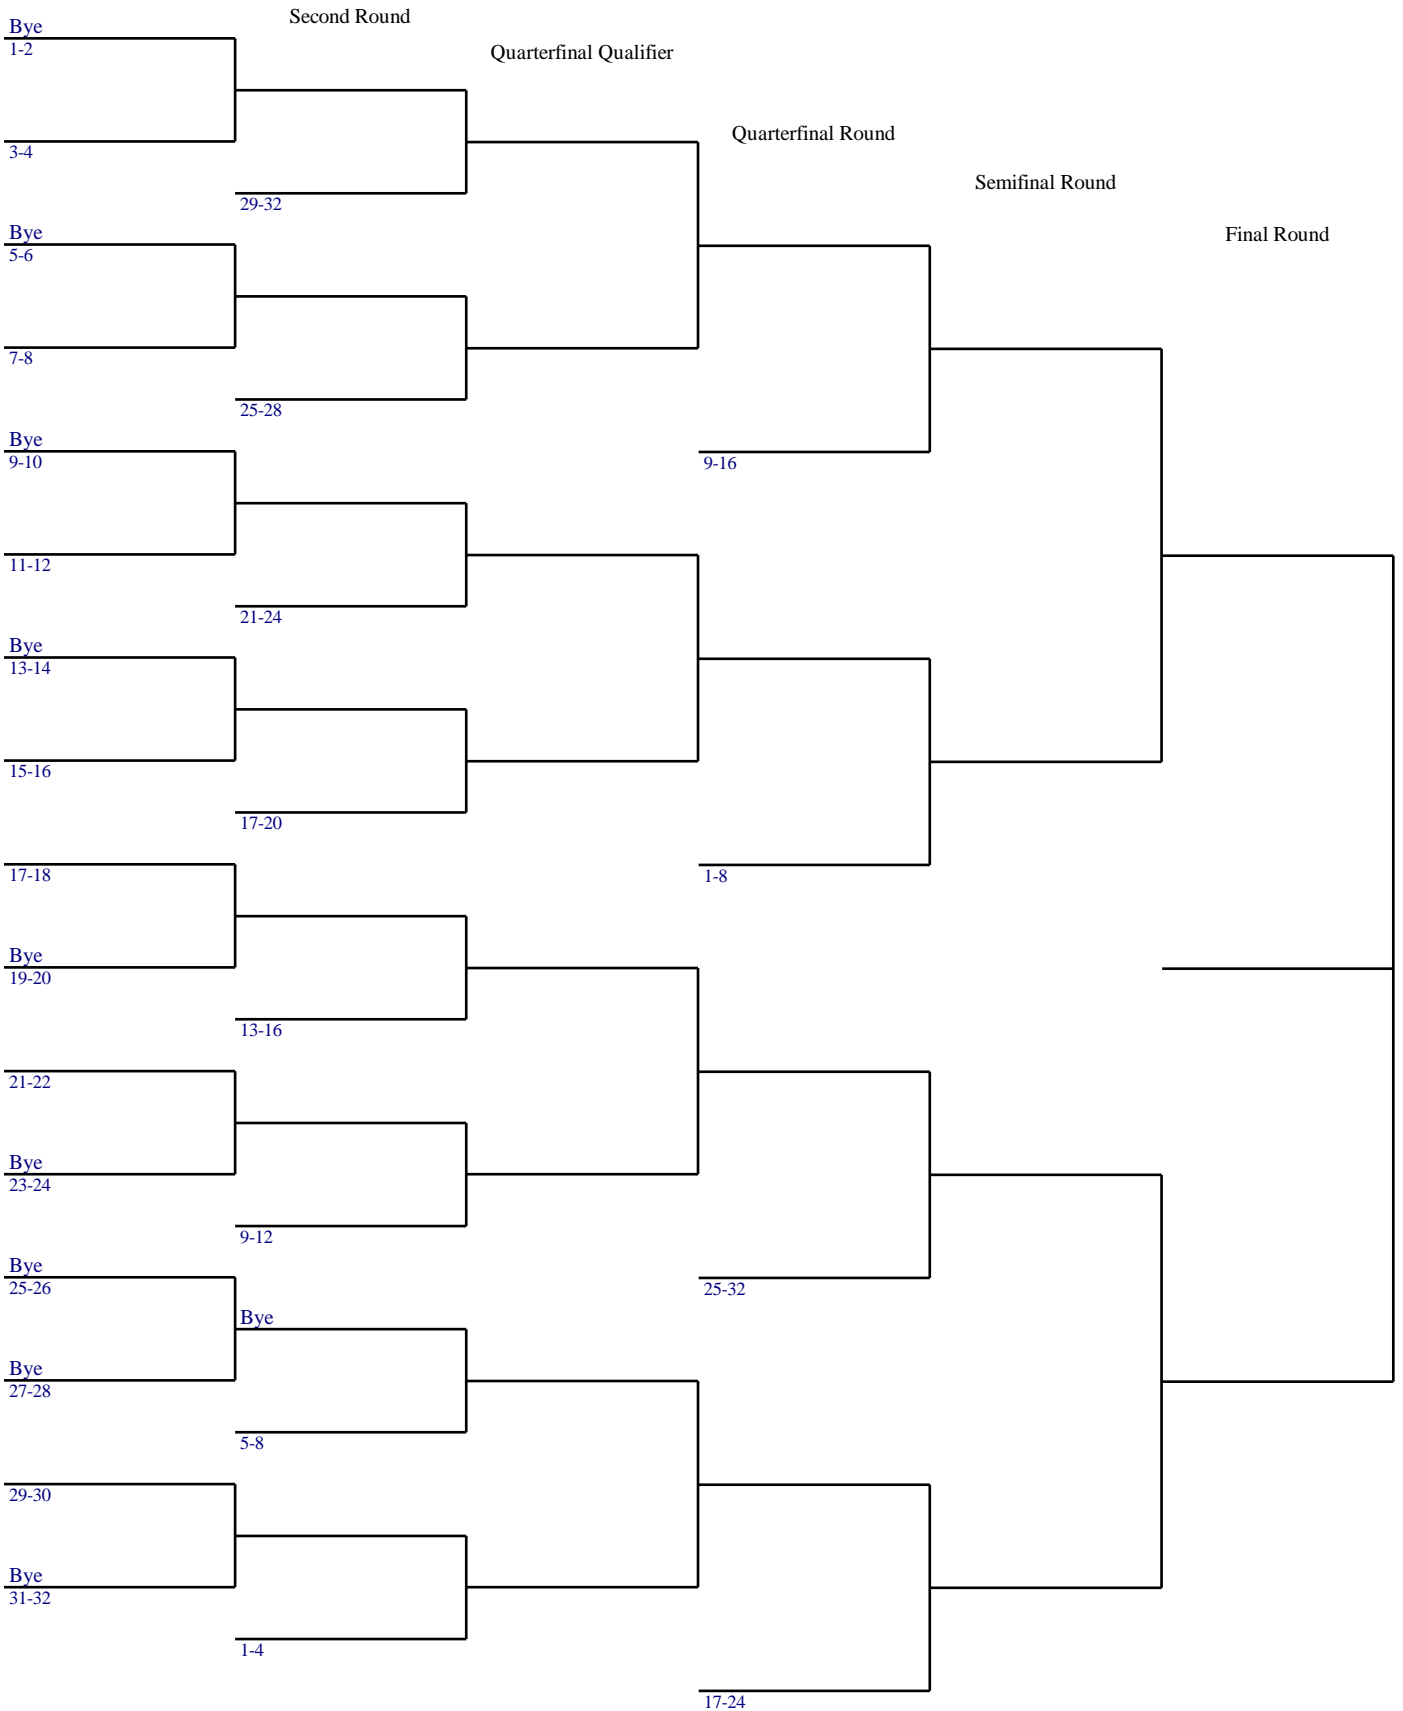 Second Round
Quarterfinal Qualifier
Quarterfinal Round
Semifinal Round
Final Round
Bye
1-2
3-4
29-32
Bye
5-6
7-8
25-28
Bye
9-10
9-16
11-12
21-24
Bye
13-14
15-16
17-20
17-18
1-8
Bye
19-20
13-16
21-22
Bye
23-24
9-12
Bye
25-26
25-32
Bye
Bye
27-28
5-8
29-30
Bye
31-32
1-4
17-24